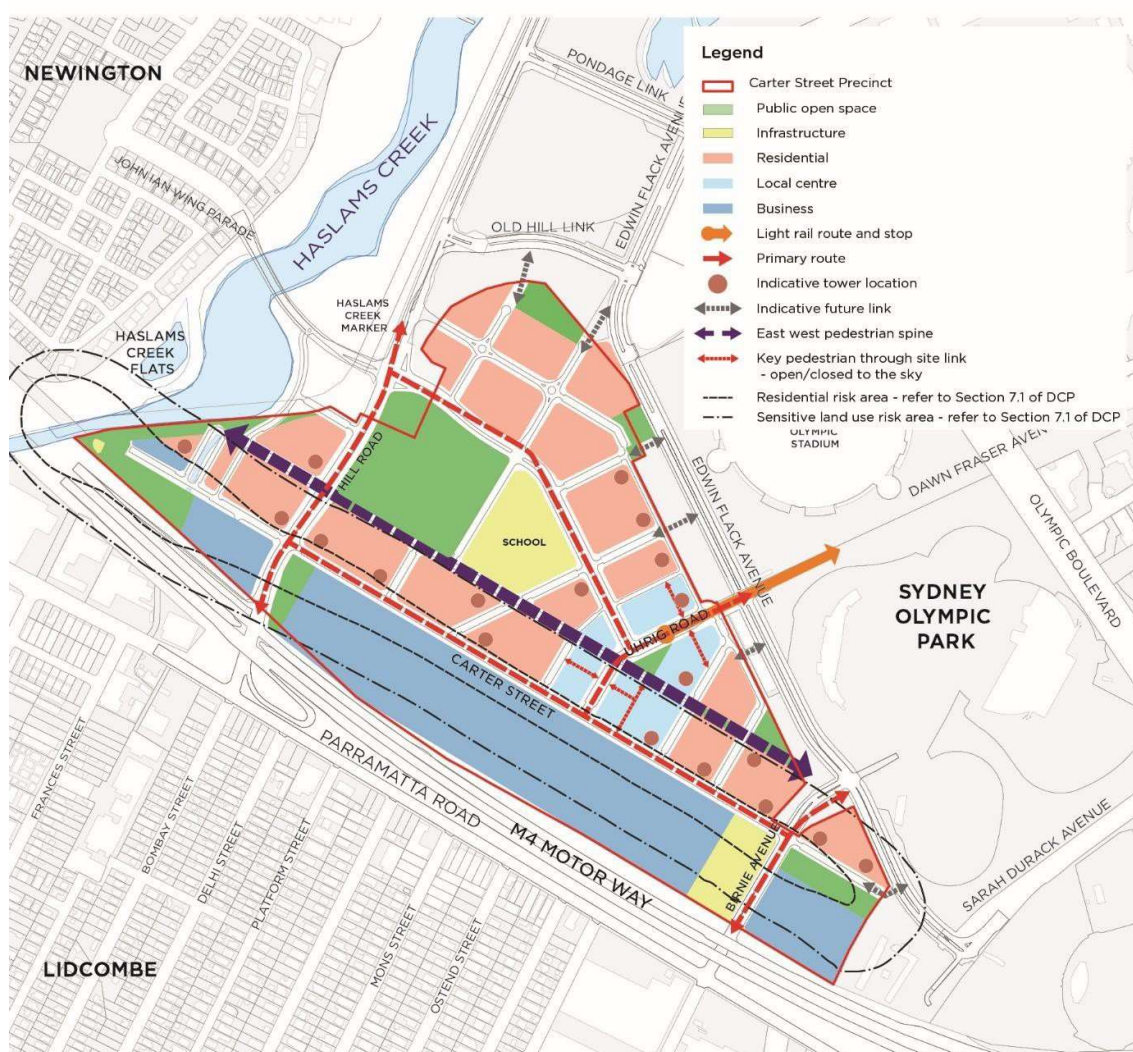 NEWINGTON
JOHN IAN WING PARADE
HASLAMS CREEK
HASLAMS
CREEK
FLATS
HASLAMS
CREEK
MARKER
PONDAGE LINK
EDWIN FLACK AVENUE
OLD HILL LINK
Legend
Carter Street Precinct
Public open space
Infrastructure
Residential
Local centre
Business
Light rail route and stop
Primary route
Indicative tower location
Indicative future link
East west pedestrian spine
Key pedestrian through site link
- open/closed to the sky
Residential risk area - refer to Section 7.1 of DCP
Sensitive land use risk area - refer to Section 7.1 of DCP
OLYMPIC
STADIUM
DAWN FRASER AVEN
OLYMPIC BOULEVARD
EDWIN FLACK AVENUE
HILL ROAD
SCHOOL
UHRIG ROAD
SYDNEY
OLYMPIC
PARK
CARTER STREET
PARRAMATTA ROAD
M4 MOTOR WAY
BIRNIE AVENUE
SARAH DURACK AVENUE
FRANCES STREET
BOMBAY STREET
DELHI STREET
PLATFORM STREET
MONS STREET
OSTEND STREET
LIDCOMBE